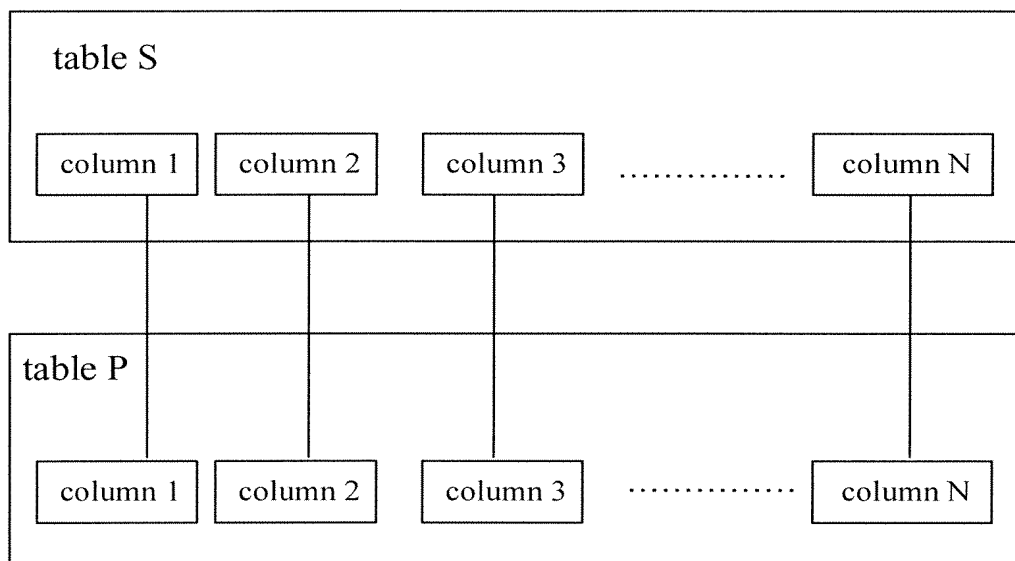 table S
column 1 column 2 column 3 ................ column N
table P
column 1 column 2 column 3 ................ column N